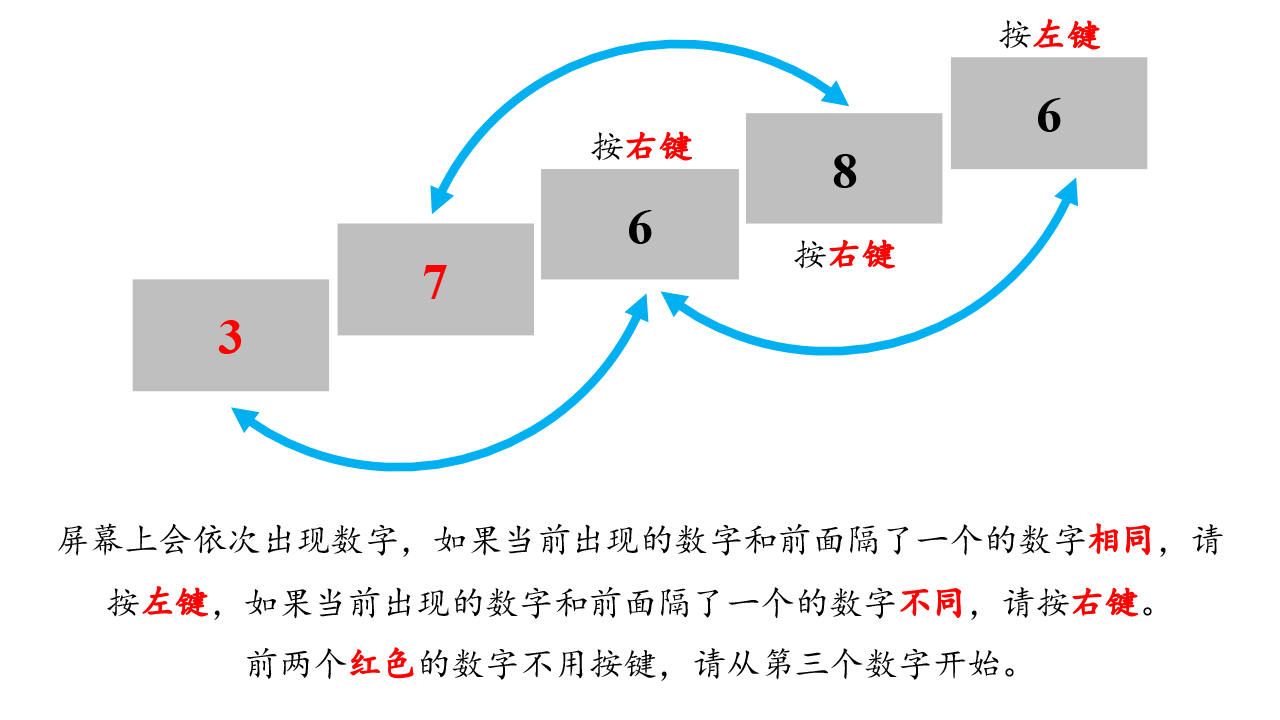 按左键
6
8
按右键
按右键
6
7
3
屏幕上会依次出现数字，如果当前出现的数字和前面隔了一个的数字相同，请
按左键，如果当前出现的数字和前面隔了一个的数字不同，请按右键。
前两个红色的数字不用按键，请从第三个数字开始。